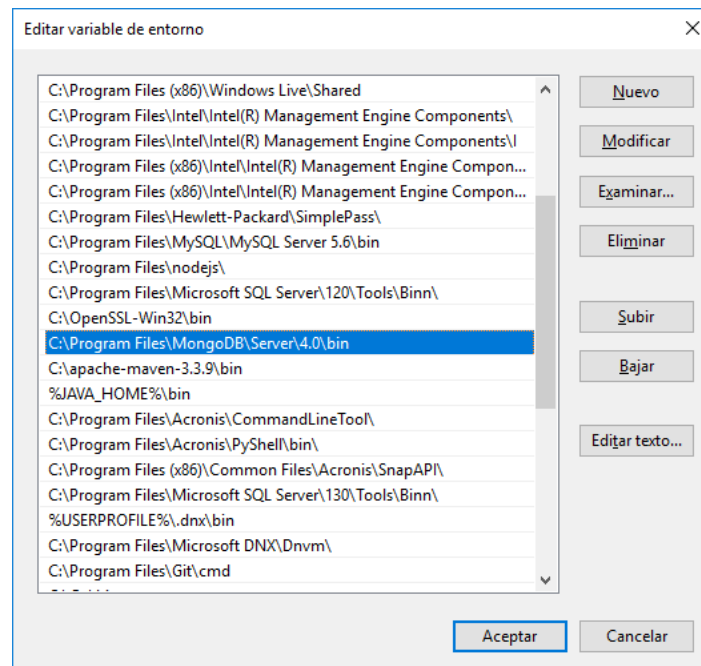 Editar variable de entorno
C:\Program Files (x86)\Windows Live\Shared
C:\Program Files\Intel\Intel(R) Management Engine Components\
C:\Program Files\Intel\Intel(R) Management Engine Components\I
C:\Program Files (x86)\Intel\Intel(R) Management Engine Compon...
C:\Program Files (x86)\Intel\Intel(R) Management Engine Compon...
C:\Program Files\Hewlett-Packard\SimplePass\
C:\Program Files\MySQL\MySQL Server 5.6\bin
C:\Program Files\nodejs\
C:\Program Files\Microsoft SQL Server\120\Tools\Binn\
C:\OpenSSL-Win32\bin
C:\Program Files\MongoDB\Server\4.0\bin
C:\apache-maven-3.3.9\bin
%JAVA_HOME%\bin
C:\Program Files\Acronis\CommandLineTool\
C:\Program Files\Acronis\PyShell\bin\
C:\Program Files (x86)\Common Files\Acronis\SnapAPI\
C:\Program Files\Microsoft SQL Server\130\Tools\Binn\
%USERPROFILE%\.dnx\bin
C:\Program Files\Microsoft DNX\Dnvm\
C:\Program Files\Git\cmd
Nuevo
Modificar
Examinar...
Eliminar
Subir
Bajar
Editar texto...
Aceptar
Cancelar